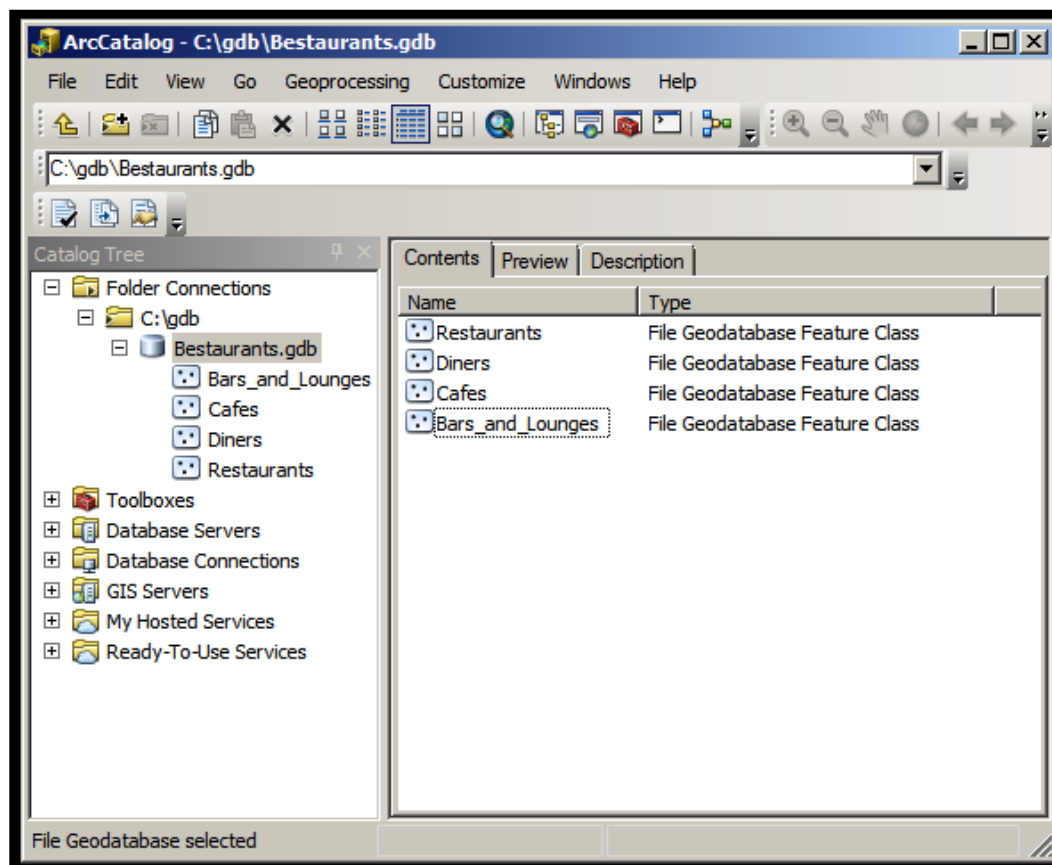 ArcCatalog - C:\gdb\Bestaurants.gdb
File Edit View Go Geoprocessing Customize Windows Help
C:\gdb\Bestaurants.gdb
Catalog Tree
Folder Connections
C:\gdb
Bestaurants.gdb
Bars_and_Lounges
Cafes
Diners
Restaurants
Toolboxes
Database Servers
Database Connections
GIS Servers
My Hosted Services
Ready-To-Use Services
Contents Preview Description
Name Type
Restaurants File Geodatabase Feature Class
Diners File Geodatabase Feature Class
Cafes File Geodatabase Feature Class
Bars_and_Lounges File Geodatabase Feature Class
File Geodatabase selected